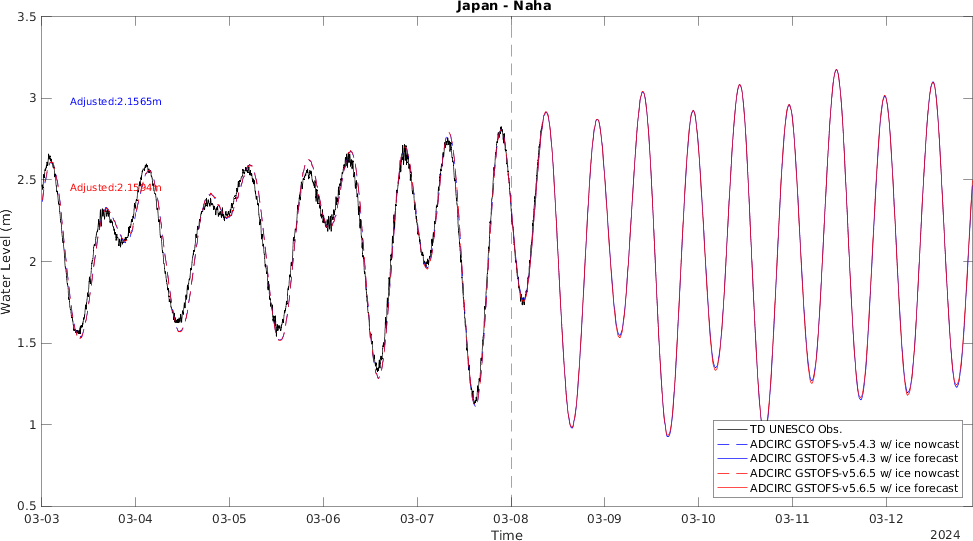 Japan - Naha
3.5
3
2.5
2
1.5
1
0.5
Water Level (m)
Adjusted:2.1565m
Adjusted:2.1594m
TD UNESCO Obs.
ADCIRC GSTOFS-v5.4.3 w/ ice nowcast
ADCIRC GSTOFS-v5.4.3 w/ ice forecast
ADCIRC GSTOFS-v5.6.5 w/ ice nowcast
ADCIRC GSTOFS-v5.6.5 w/ ice forecast
03-03 03-04 03-05 03-06 03-07 03-08 03-09 03-10 03-11 03-12
Time
2024